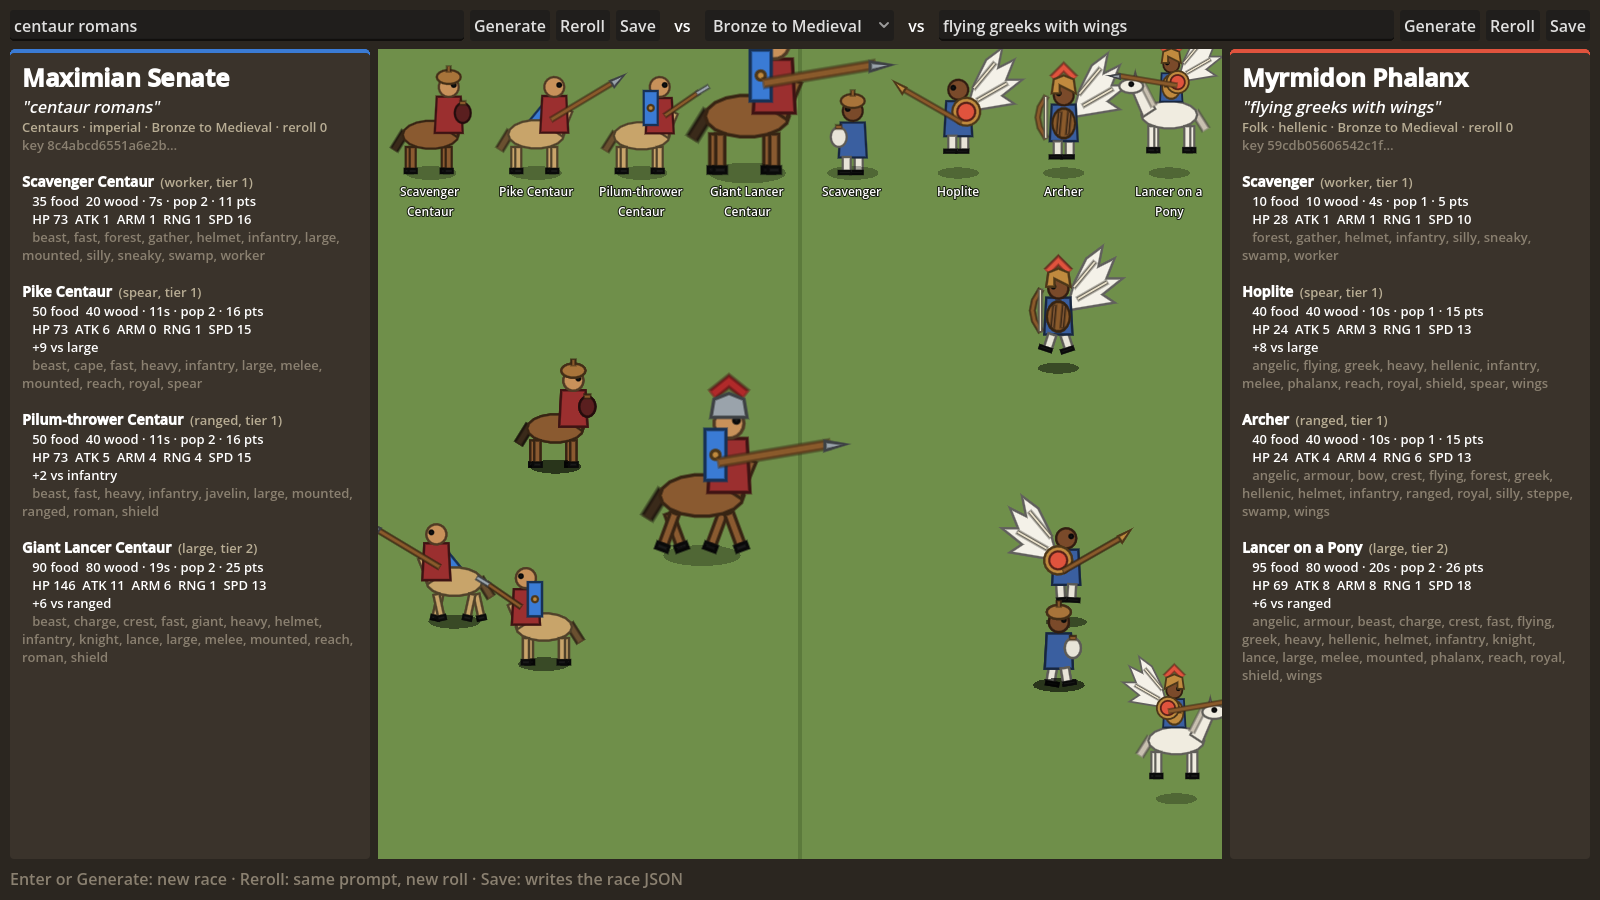 centaur romans
Generate
Reroll
Save
vs
Bronze to Medieval
vs
flying greeks with wings
Generate
Reroll
Save
Maximian Senate
"centaur romans"
Centaurs · imperial · Bronze to Medieval · reroll 0
key 8c4abcd6551a6e2b...
Scavenger Centaur (worker, tier 1)
35 food 20 wood · 7s · pop 2 · 11 pts
HP 73 ATK 1 ARM 1 RNG 1 SPD 16
beast, fast, forest, gather, helmet, infantry, large,
mounted, silly, sneaky, swamp, worker
Pike Centaur (spear, tier 1)
50 food 40 wood · 11s · pop 2 · 16 pts
HP 73 ATK 6 ARM 0 RNG 1 SPD 15
+9 vs large
beast, cape, fast, heavy, infantry, large, melee,
mounted, reach, royal, spear
Pilum-thrower Centaur (ranged, tier 1)
50 food 40 wood · 11s · pop 2 · 16 pts
HP 73 ATK 5 ARM 4 RNG 4 SPD 15
+2 vs infantry
beast, fast, heavy, infantry, javelin, large, mounted,
ranged, roman, shield
Giant Lancer Centaur (large, tier 2)
90 food 80 wood · 19s · pop 2 · 25 pts
HP 146 ATK 11 ARM 6 RNG 1 SPD 13
+6 vs ranged
beast, charge, crest, fast, giant, heavy, helmet,
infantry, knight, lance, large, melee, mounted, reach,
roman, shield
Scavenger
Centaur
Pike Centaur
Pilum-thrower
Centaur
Giant Lancer
Centaur
Scavenger
Hoplite
Archer
Lancer on a
Pony
Myrmidon Phalanx
"flying greeks with wings"
Folk · hellenic · Bronze to Medieval · reroll 0
key 59cdb05606542c1f...
Scavenger (worker, tier 1)
10 food 10 wood · 4s · pop 1 · 5 pts
HP 28 ATK 1 ARM 1 RNG 1 SPD 10
forest, gather, helmet, infantry, silly, sneaky,
swamp, worker
Hoplite (spear, tier 1)
40 food 40 wood · 10s · pop 1 · 15 pts
HP 24 ATK 5 ARM 3 RNG 1 SPD 13
+8 vs large
angelic, flying, greek, heavy, hellenic, infantry,
melee, phalanx, reach, royal, shield, spear, wings
Archer (ranged, tier 1)
40 food 40 wood · 10s · pop 1 · 15 pts
HP 24 ATK 4 ARM 4 RNG 6 SPD 13
angelic, armour, bow, crest, flying, forest, greek,
hellenic, helmet, infantry, ranged, royal, silly, steppe,
swamp, wings
Lancer on a Pony (large, tier 2)
95 food 80 wood · 20s · pop 2 · 26 pts
HP 69 ATK 8 ARM 8 RNG 1 SPD 18
+6 vs ranged
angelic, armour, beast, charge, crest, fast, flying,
greek, heavy, hellenic, helmet, infantry, knight,
lance, large, melee, mounted, phalanx, reach, royal,
shield, wings
Enter or Generate: new race · Reroll: same prompt, new roll · Save: writes the race JSON